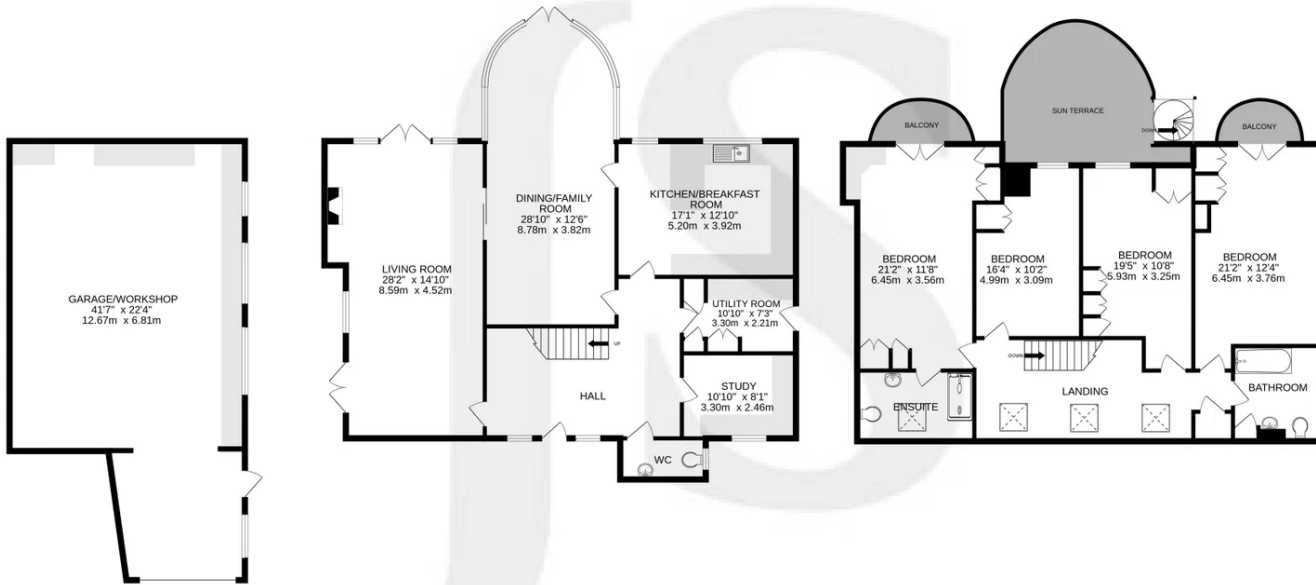 GARAGE/WORKSHOP
41'7" x 22'4"
12.67m x 6.81m
LIVING ROOM
28'2" x 14'10"
8.59m x 4.52m
DINING/FAMILY
ROOM
28'10" x 12'6"
8.78m x 3.82m
KITCHEN/BREAKFAST
ROOM
17'1" x 12'10"
5.20m x 3.92m
UTILITY ROOM
10'10" x 7'3"
3.30m x 2.21m
UP
HALL
STUDY
10'10" x 8'1"
3.30m x 2.46m
WC
BALCONY
SUN TERRACE
DOWN
BALCONY
BEDROOM
21'2" x 11'8"
6.45m x 3.56m
BEDROOM
16'4" x 10'2"
4.99m x 3.09m
BEDROOM
19'5" x 10'8"
5.93m x 3.25m
BEDROOM
21'2" x 12'4"
6.45m x 3.76m
DOWN
LANDING
ENSUITE
BATHROOM